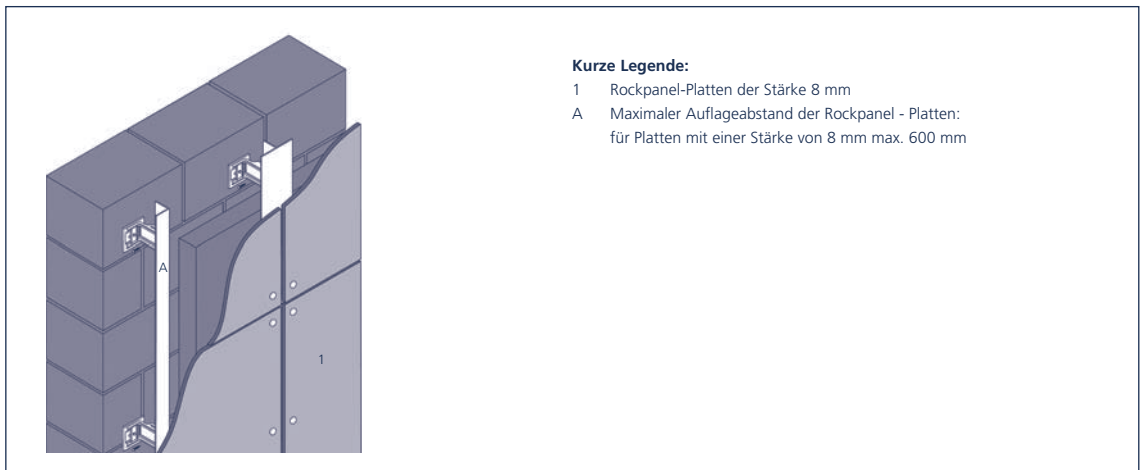 Kurze Legende:
1 Rockpanel-Platten der Stärke 8 mm
A Maximaler Auflageabstand der Rockpanel - Platten:
für Platten mit einer Stärke von 8 mm max. 600 mm
A
1